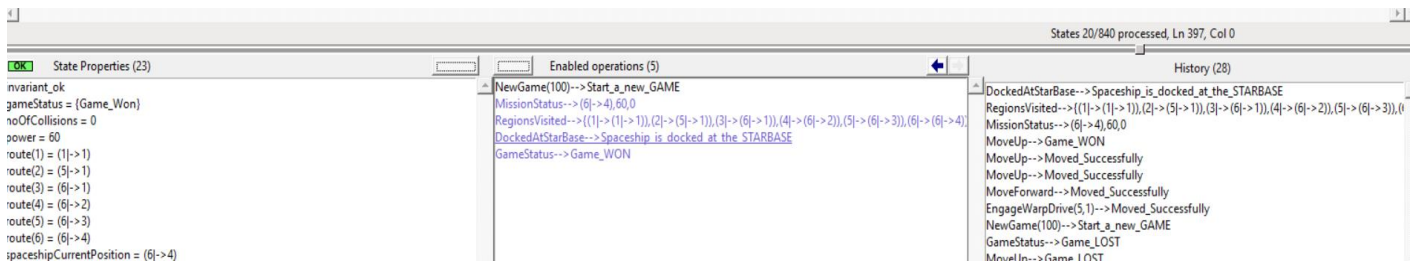 States 20/840 processed, Ln 397, Col 0
OK State Properties (23)
invariant_ok
gameStatus = {Game_Won}
noOfCollisions = 0
power = 60
route(1) = (1|->1)
route(2) = (5|->1)
route(3) = (6|->1)
route(4) = (6|->2)
route(5) = (6|->3)
route(6) = (6|->4)
spaceshipCurrentPosition = (6|->4)
Enabled operations (5)
NewGame(100)-->Start_a_new_GAME
MissionStatus-->(6|->4),60,0
RegionsVisited-->{(1|->(1|->1)),(2|->(5|->1)),(3|->(6|->1)),(4|->(6|->2)),(5|->(6|->3)),(6|->(6|->4))
DockedAtStarBase-->Spaceship_is_docked_at_the_STARBASE
GameStatus-->Game_WON
History (28)
DockedAtStarBase-->Spaceship_is_docked_at_the_STARBASE
RegionsVisited-->{(1|->(1|->1)),(2|->(5|->1)),(3|->(6|->1)),(4|->(6|->2)),(5|->(6|->3)),(
MissionStatus-->(6|->4),60,0
MoveUp-->Game_WON
MoveUp-->Moved_Successfully
MoveUp-->Moved_Successfully
MoveForward-->Moved_Successfully
EngageWarpDrive(5,1)-->Moved_Successfully
NewGame(100)-->Start_a_new_GAME
GameStatus-->Game_LOST
MoveUp-->Game_LOST